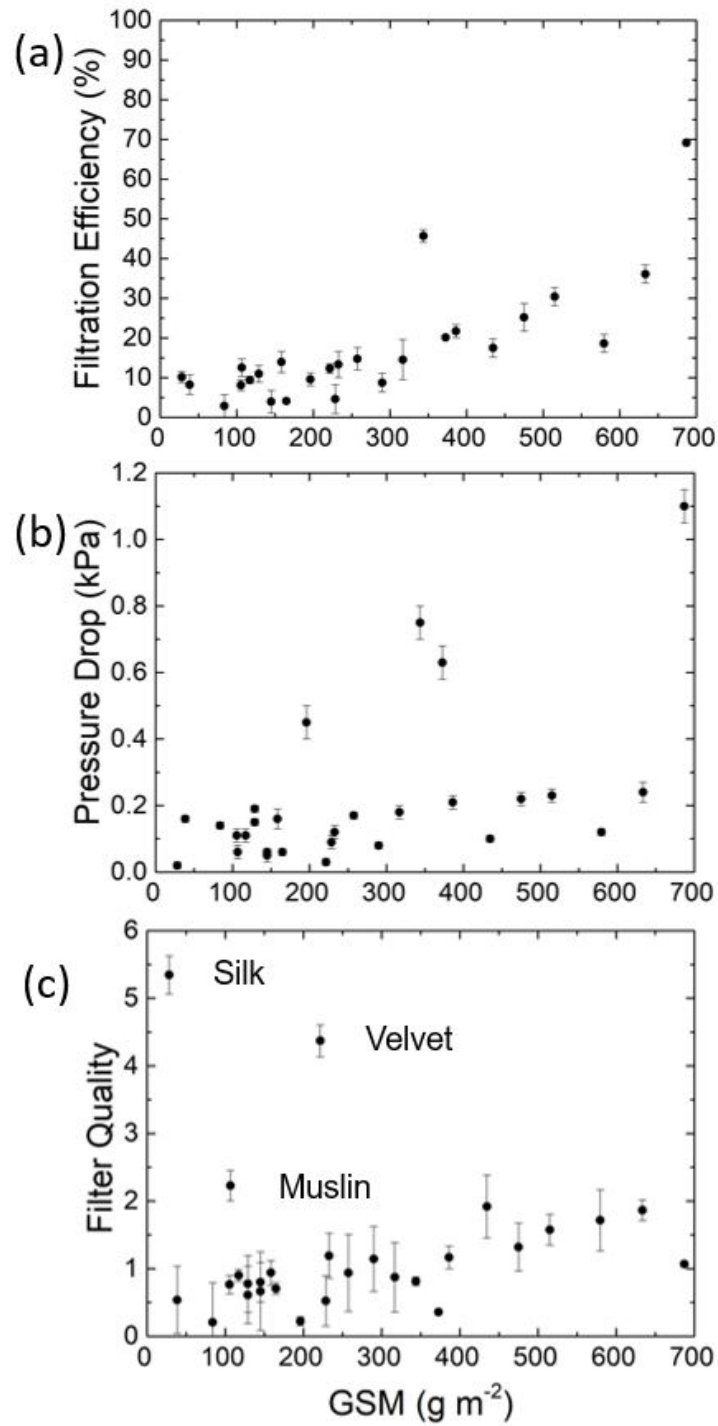 (a)
Filtration Efficiency (%)
100
90
80
70
60
50
40
30
20
10
0
0 100 200 300 400 500 600 700
(b)
Pressure Drop (kPa)
1.2
1.0
0.8
0.6
0.4
0.2
0.0
0 100 200 300 400 500 600 700
(c)
Filter Quality
6
5
4
3
2
1
0
Silk
Velvet
Muslin
0 100 200 300 400 500 600 700
GSM (g m⁻²)